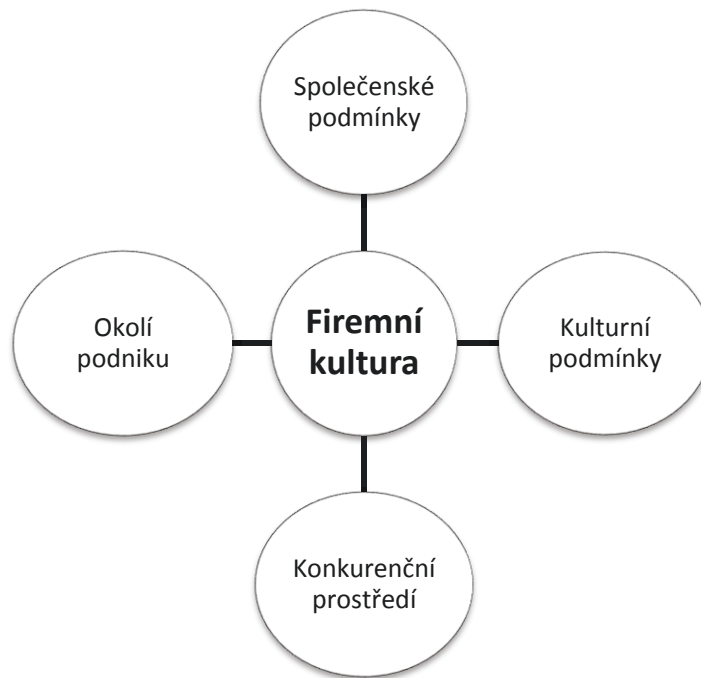 Společenské
podmínky
Okolí
podniku
Firemní
kultura
Kulturní
podmínky
Konkurenční
prostředí